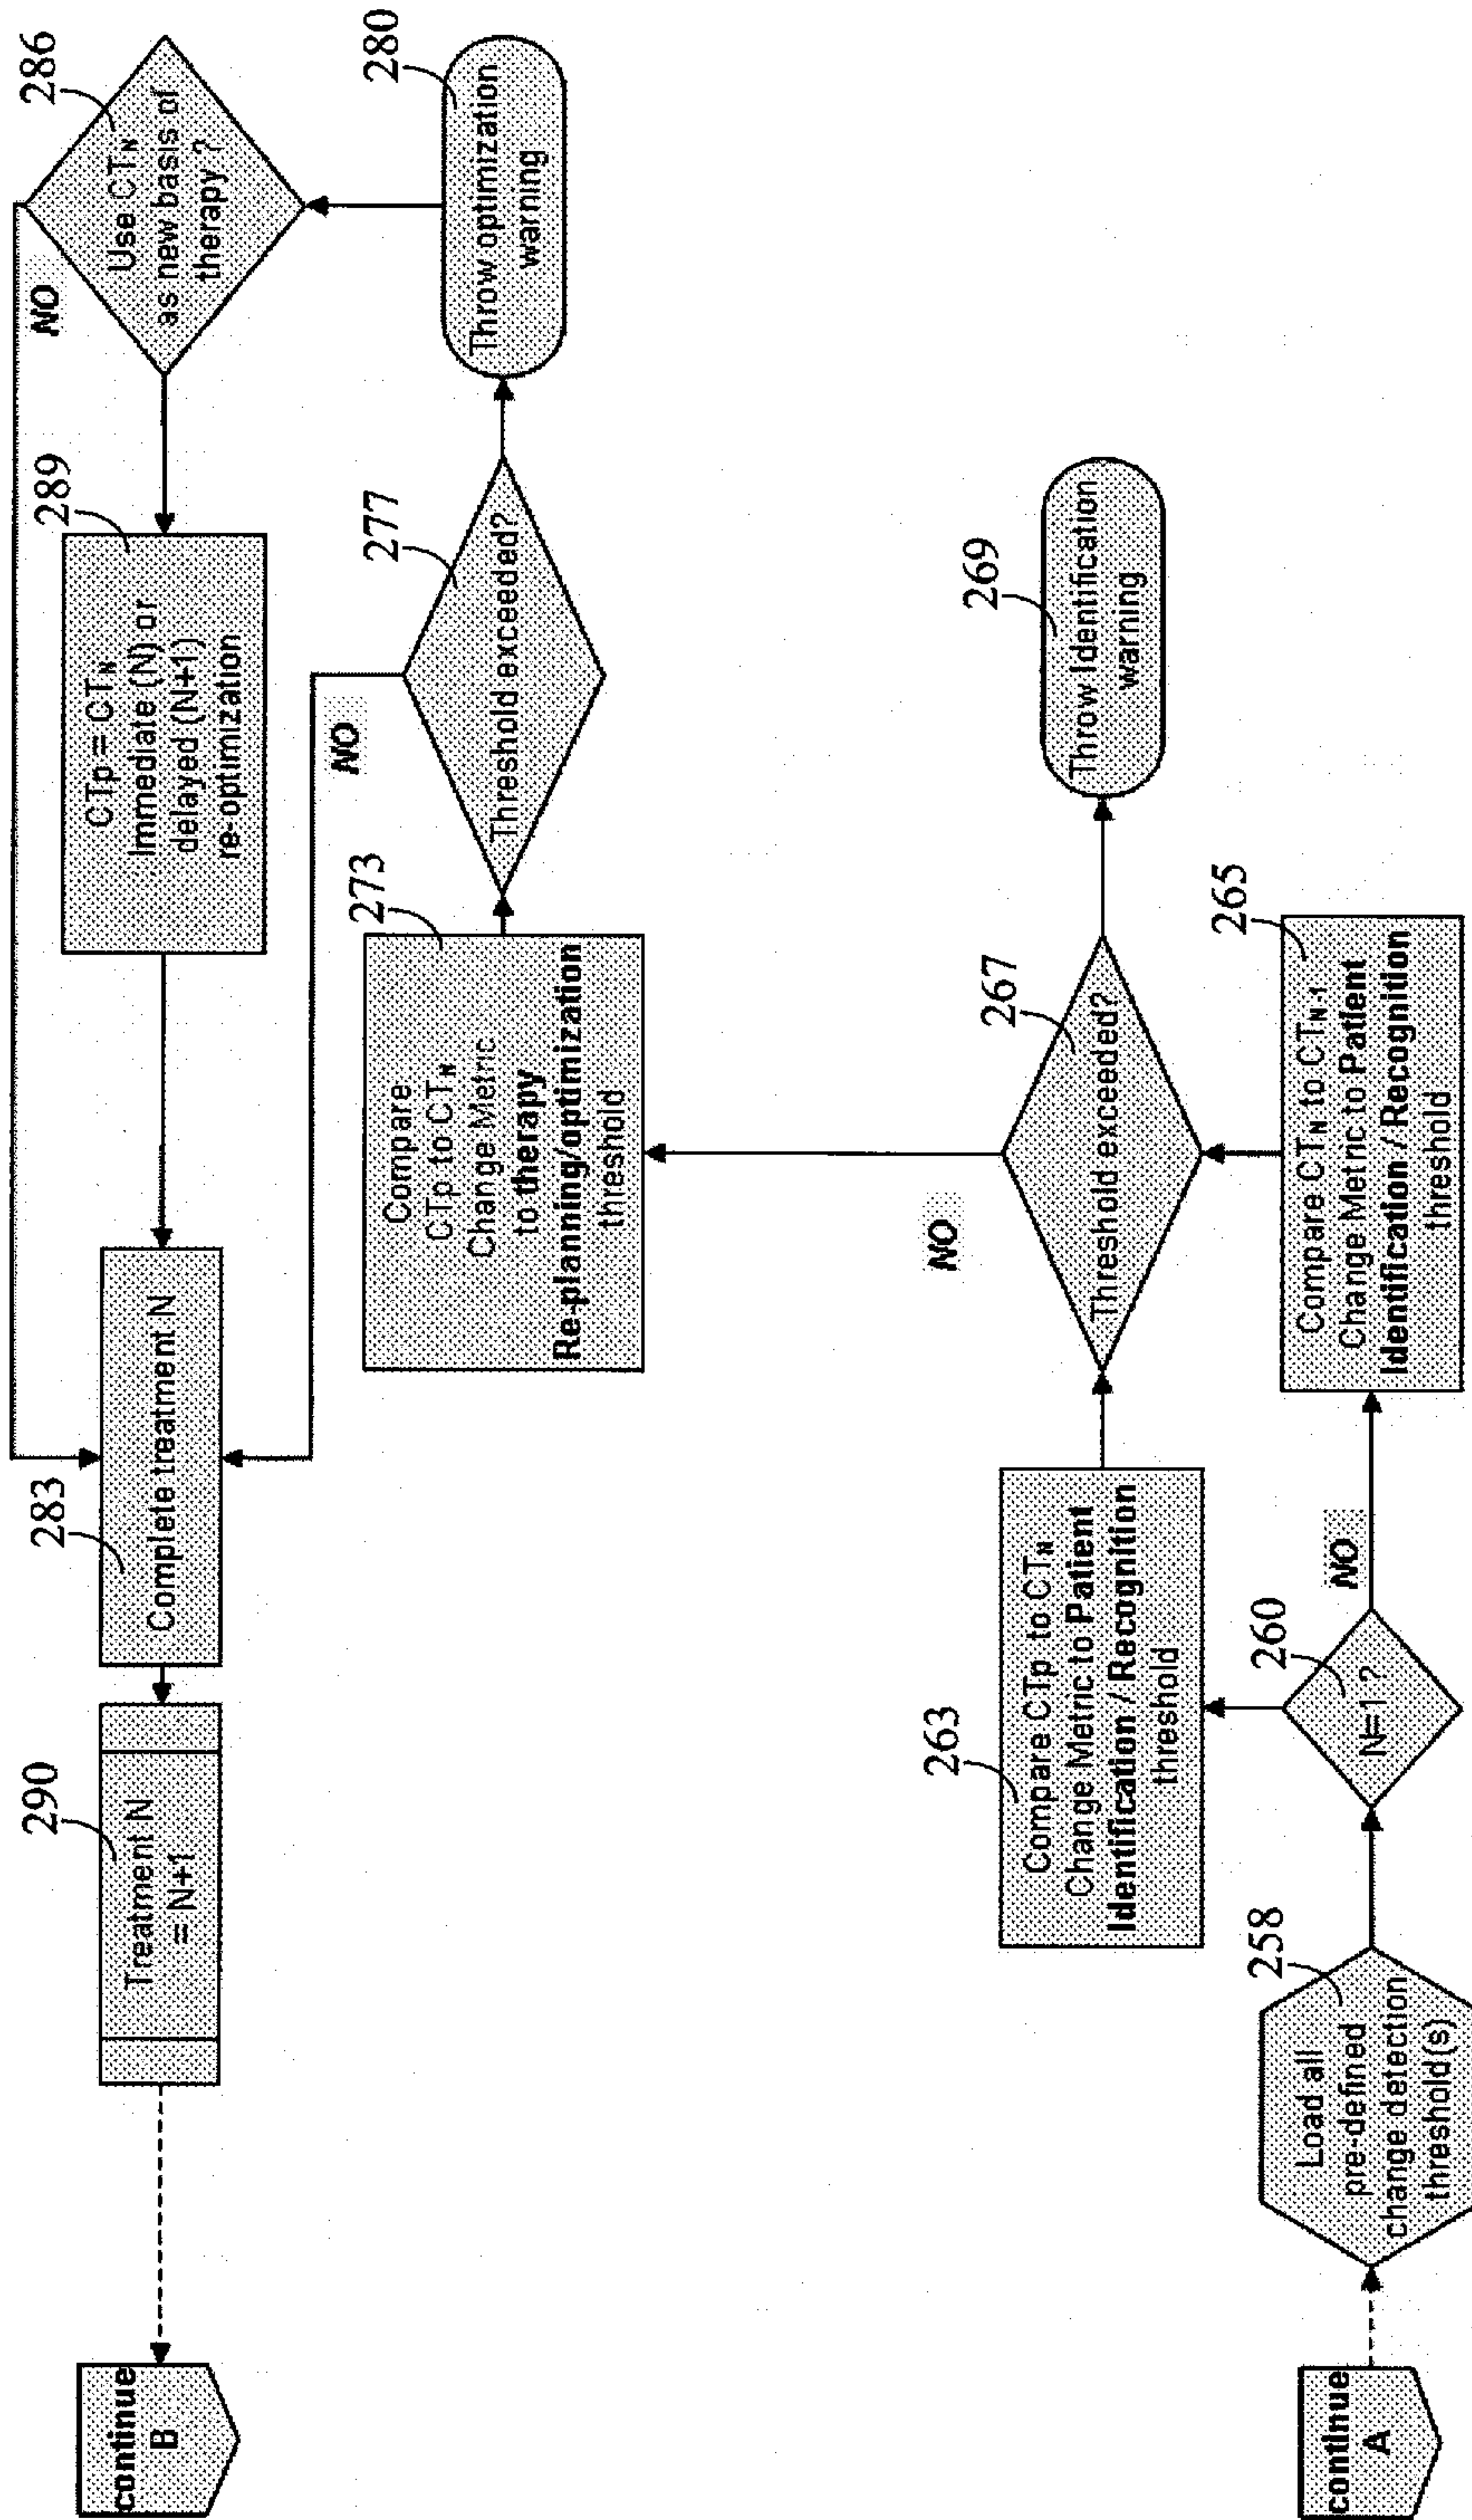 continue
B
290
Treatment N
= N+1
283
Complete treatment N
289
CTp = CTN
Immediate (N) or
delayed (N+1)
re-optimization
NO
286
Use CTN
as new basis of
therapy ?
273
Compare
CTp to CTN
Change Metric
to therapy
Re-planning/optimization
threshold
NO
277
Threshold exceeded?
280
Throw optimization
warning
263
Compare CTp to CTN
Change Metric to Patient
Identification / Recognition
threshold
NO
267
Threshold exceeded?
269
Throw Identification
warning
continue
A
258
Load all
pre-defined
change detection
threshold(s)
260
N=1 ?
NO
265
Compare CTN to CTN-1
Change Metric to Patient
Identification / Recognition
threshold